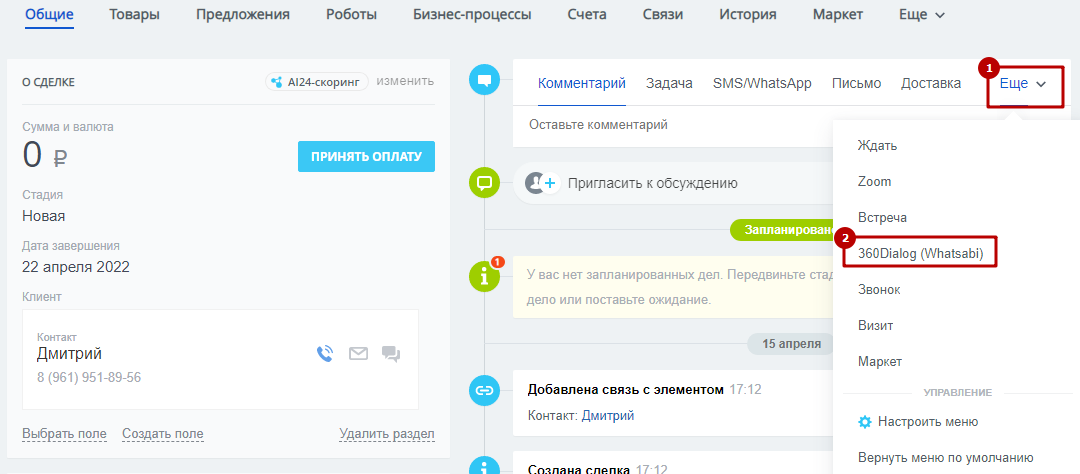 Общие Товары Предложения Роботы Бизнес-процессы Счета Связи История Маркет Еще
О СДЕЛКЕ AI24-скоринг изменить
Сумма и валюта
0 ₽ ПРИНЯТЬ ОПЛАТУ
Стадия
Новая
Дата завершения
22 апреля 2022
Клиент
Контакт
Дмитрий
8 (961) 951-89-56
Выбрать поле Создать поле Удалить раздел
1
Комментарий Задача SMS/WhatsApp Письмо Доставка Еще
Оставьте комментарий
Пригласить к обсуждению
Запланировано
1
У вас нет запланированных дел. Передвиньте стад
дело или поставьте ожидание.
15 апреля
Добавлена связь с элементом 17:12
Контакт: Дмитрий
Создана сделка 17:12
Ждать
Zoom
Встреча
2
360Dialog (Whatsabi)
Звонок
Визит
Маркет
УПРАВЛЕНИЕ
Настроить меню
Вернуть меню по умолчанию